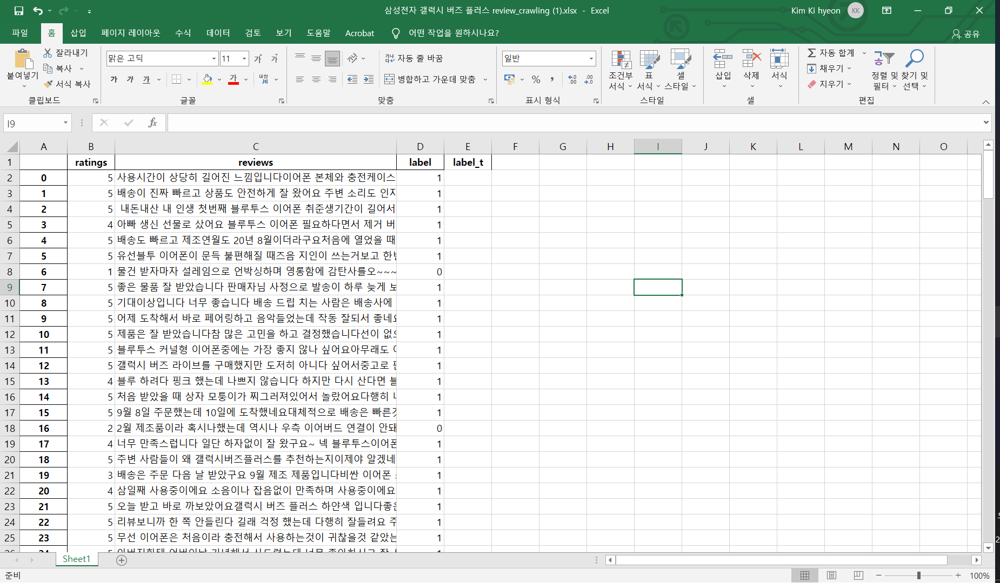 삼성전자 갤럭시 버즈 플러스 review_crawling (1).xlsx - Excel
Kim Ki hyeon KK
파일 홈 삽입 페이지 레이아웃 수식 데이터 검토 보기 도움말 Acrobat 어떤 작업을 원하시나요? 공유
붙여넣기 잘라내기 복사 서식 복사 클립보드
맑은 고딕 11 가 가 가 가 가 가 내천 川 글꼴
가나다 자동 줄 바꿈 병합하고 가운데 맞춤 맞춤
일반 % , 표시 형식
조건부 서식 표 서식 셀 스타일 스타일
삽입 삭제 서식 셀
자동 합계 채우기 지우기 정렬 및 필터 찾기 및 선택 편집
I9 fx
A B C D E F G H I J K L M N O
1 ratings reviews label label_t
2 0 5 사용시간이 상당히 길어진 느낌입니다이어폰 본체와 충전케이스 1
3 1 5 배송이 진짜 빠르고 상품도 안전하게 잘 왔어요 주변 소리도 인지 1
4 2 5 내돈내산 내 인생 첫번째 블루투스 이어폰 취준생기간이 길어서 1
5 3 4 아빠 생신 선물로 샀어요 블루투스 이어폰 필요하다면서 제거 버 1
6 4 5 배송도 빠르고 제조연월도 20년 8월이더라구요처음에 열었을 때 1
7 5 5 유선블투 이어폰이 문득 불편해질 때즈음 지인이 쓰는거보고 1
8 6 1 물건 받자마자 설레임으로 언박싱하며 영롱함에 감탄사를오~~~ 0
9 7 5 좋은 물품 잘 받았습니다 판매자님 사정으로 발송이 하루 늦게 1
10 8 5 기대이상입니다 너무 좋습니다 배송 드립 치는 사람은 배송사에 1
11 9 5 어제 도착해서 바로 페어링하고 음악들었는데 작동 잘되서 좋네요 1
12 10 5 제품은 잘 받았습니다참 많은 고민을 하고 결정했습니다선이 1
13 11 5 블루투스 커널형 이어폰중에는 가장 좋지 않나 싶어요아무래도 1
14 12 5 갤럭시 버즈 라이브를 구매했지만 도저히 아니다 싶어서중고로 1
15 13 4 블루 하려다 핑크 했는데 나쁘지 않습니다 하지만 다시 산다면 1
16 14 5 처음 받았을 때 상자 모퉁이가 찌그러져있어서 놀랐어요다행히 1
17 15 5 9월 8일 주문했는데 10일에 도착했네요대체적으로 배송은 1
18 16 2 2월 제조품이라 혹시나했는데 역시나 우측 이어버드 연결이 안돼 0
19 17 4 너무 만족스럽니다 일단 하자없이 잘 왔구요~ 넥 블루투스이어폰 1
20 18 5 주변 사람들이 왜 갤럭시버즈플러스를 추천하는지이제야 알겠네 1
21 19 3 배송은 주문 다음 날 받았구요 9월 제조 제품입니다비싼 이어폰 1
22 20 4 삼일째 사용중이에요 소음이나 잡음없이 만족하며 사용중이에요 1
23 21 5 오늘 받고 바로 까보았어요갤럭시 버즈 플러스 하얀색 입니다좋은 1
24 22 5 리뷰보니까 한 쪽 안들린다 길래 걱정 했는데 다행히 잘들려요 주 1
25 23 5 무선 이어폰은 처음이라 충전해서 사용하는것이 귀찮을것 같았는 1
Sheet1
준비 100%